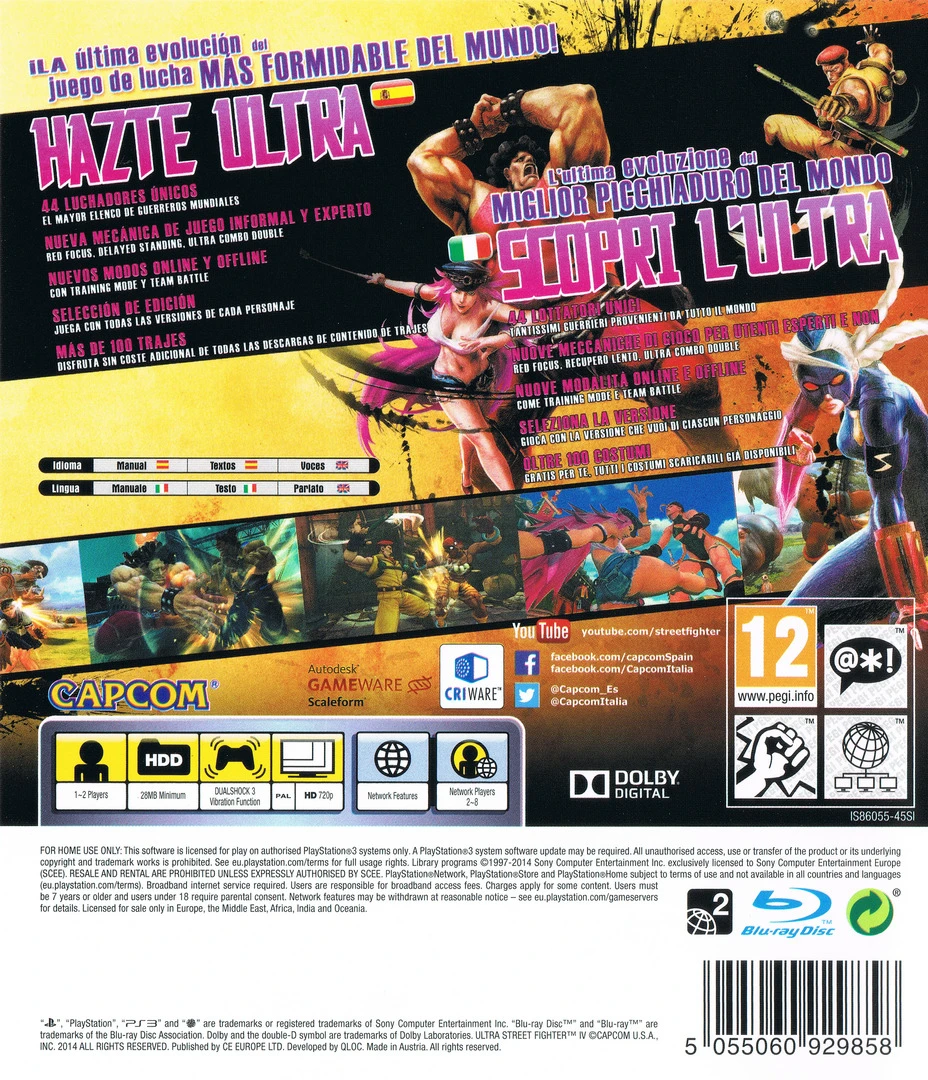 ¡LA última evolución del
juego de lucha MÁS FORMIDABLE DEL MUNDO!
HAZTE ULTRA
44 LUCHADORES ÚNICOS
EL MAYOR ELENCO DE GUERREROS MUNDIALES
NUEVA MECÁNICA DE JUEGO INFORMAL Y EXPERTO
RED FOCUS, DELAYED STANDING, ULTRA COMBO DOUBLE
NUEVOS MODOS ONLINE Y OFFLINE
CON TRAINING MODE Y TEAM BATTLE
SELECCIÓN DE EDICIÓN
JUEGA CON TODAS LAS VERSIONES DE CADA PERSONAJE
MÁS DE 100 TRAJES
DISFRUTA SIN COSTE ADICIONAL DE TODAS LAS DESCARGAS DE CONTENIDO DE TRAJES
L'ultima evoluzione del
MIGLIOR PICCHIADURO DEL MONDO
SCOPRI L'ULTRA
44 LOTTATORI UNICI
TANTISSIMI GUERRIERI PROVENIENTI DA TUTTO IL MONDO
NUOVE MECCANICHE DI GIOCO PER UTENTI ESPERTI E NON
RED FOCUS, RECUPERO LENTO, ULTRA COMBO DOUBLE
NUOVE MODALITÀ ONLINE E OFFLINE
COME TRAINING MODE E TEAM BATTLE
SELEZIONA LA VERSIONE
GIOCA CON LA VERSIONE CHE VUOI DI CIASCUN PERSONAGGIO
OLTRE 100 COSTUMI
GRATIS PER TE, TUTTI I COSTUMI SCARICABILI GIÀ DISPONIBILI
Idioma Manual Textos Voces
Lingua Manuale Testo Parlato
YouTube youtube.com/streetfighter
facebook.com/capcomSpain
facebook.com/CapcomItalia
@Capcom_Es
@CapcomItalia
CAPCOM®
Autodesk®
GAMEWARE
Scaleform®
CRIWARE™
12 ™
www.pegi.info
@*! ™
™
™
1~2 Players
HDD
28MB Minimum
DUALSHOCK 3
Vibration Function
PAL HD 720p
Network Features
Network Players
2~8
DOLBY®
DIGITAL
IS86055-45SI
FOR HOME USE ONLY: This software is licensed for play on authorised PlayStation®3 systems only. A PlayStation®3 system software update may be required. All unauthorised access, use or transfer of the product or its underlying
copyright and trademark works is prohibited. See eu.playstation.com/terms for full usage rights. Library programs ©1997-2014 Sony Computer Entertainment Inc. exclusively licensed to Sony Computer Entertainment Europe
(SCEE). RESALE AND RENTAL ARE PROHIBITED UNLESS EXPRESSLY AUTHORISED BY SCEE. PlayStation®Network, PlayStation®Store and PlayStation®Home subject to terms of use and not available in all countries and languages
(eu.playstation.com/terms). Broadband internet service required. Users are responsible for broadband access fees. Charges apply for some content. Users must
be 7 years or older and users under 18 require parental consent. Network features may be withdrawn at reasonable notice – see eu.playstation.com/gameservers
for details. Licensed for sale only in Europe, the Middle East, Africa, India and Oceania.
2
Blu-ray Disc™
®
“ ”, “PlayStation”, “PS3” and “ ” are trademarks or registered trademarks of Sony Computer Entertainment Inc. “Blu-ray Disc™” and “Blu-ray™” are
trademarks of the Blu-ray Disc Association. Dolby and the double-D symbol are trademarks of Dolby Laboratories. ULTRA STREET FIGHTER™ IV ©CAPCOM U.S.A.,
INC. 2014 ALL RIGHTS RESERVED. Published by CE EUROPE LTD. Developed by QLOC. Made in Austria. All rights reserved.
5 055060 929858